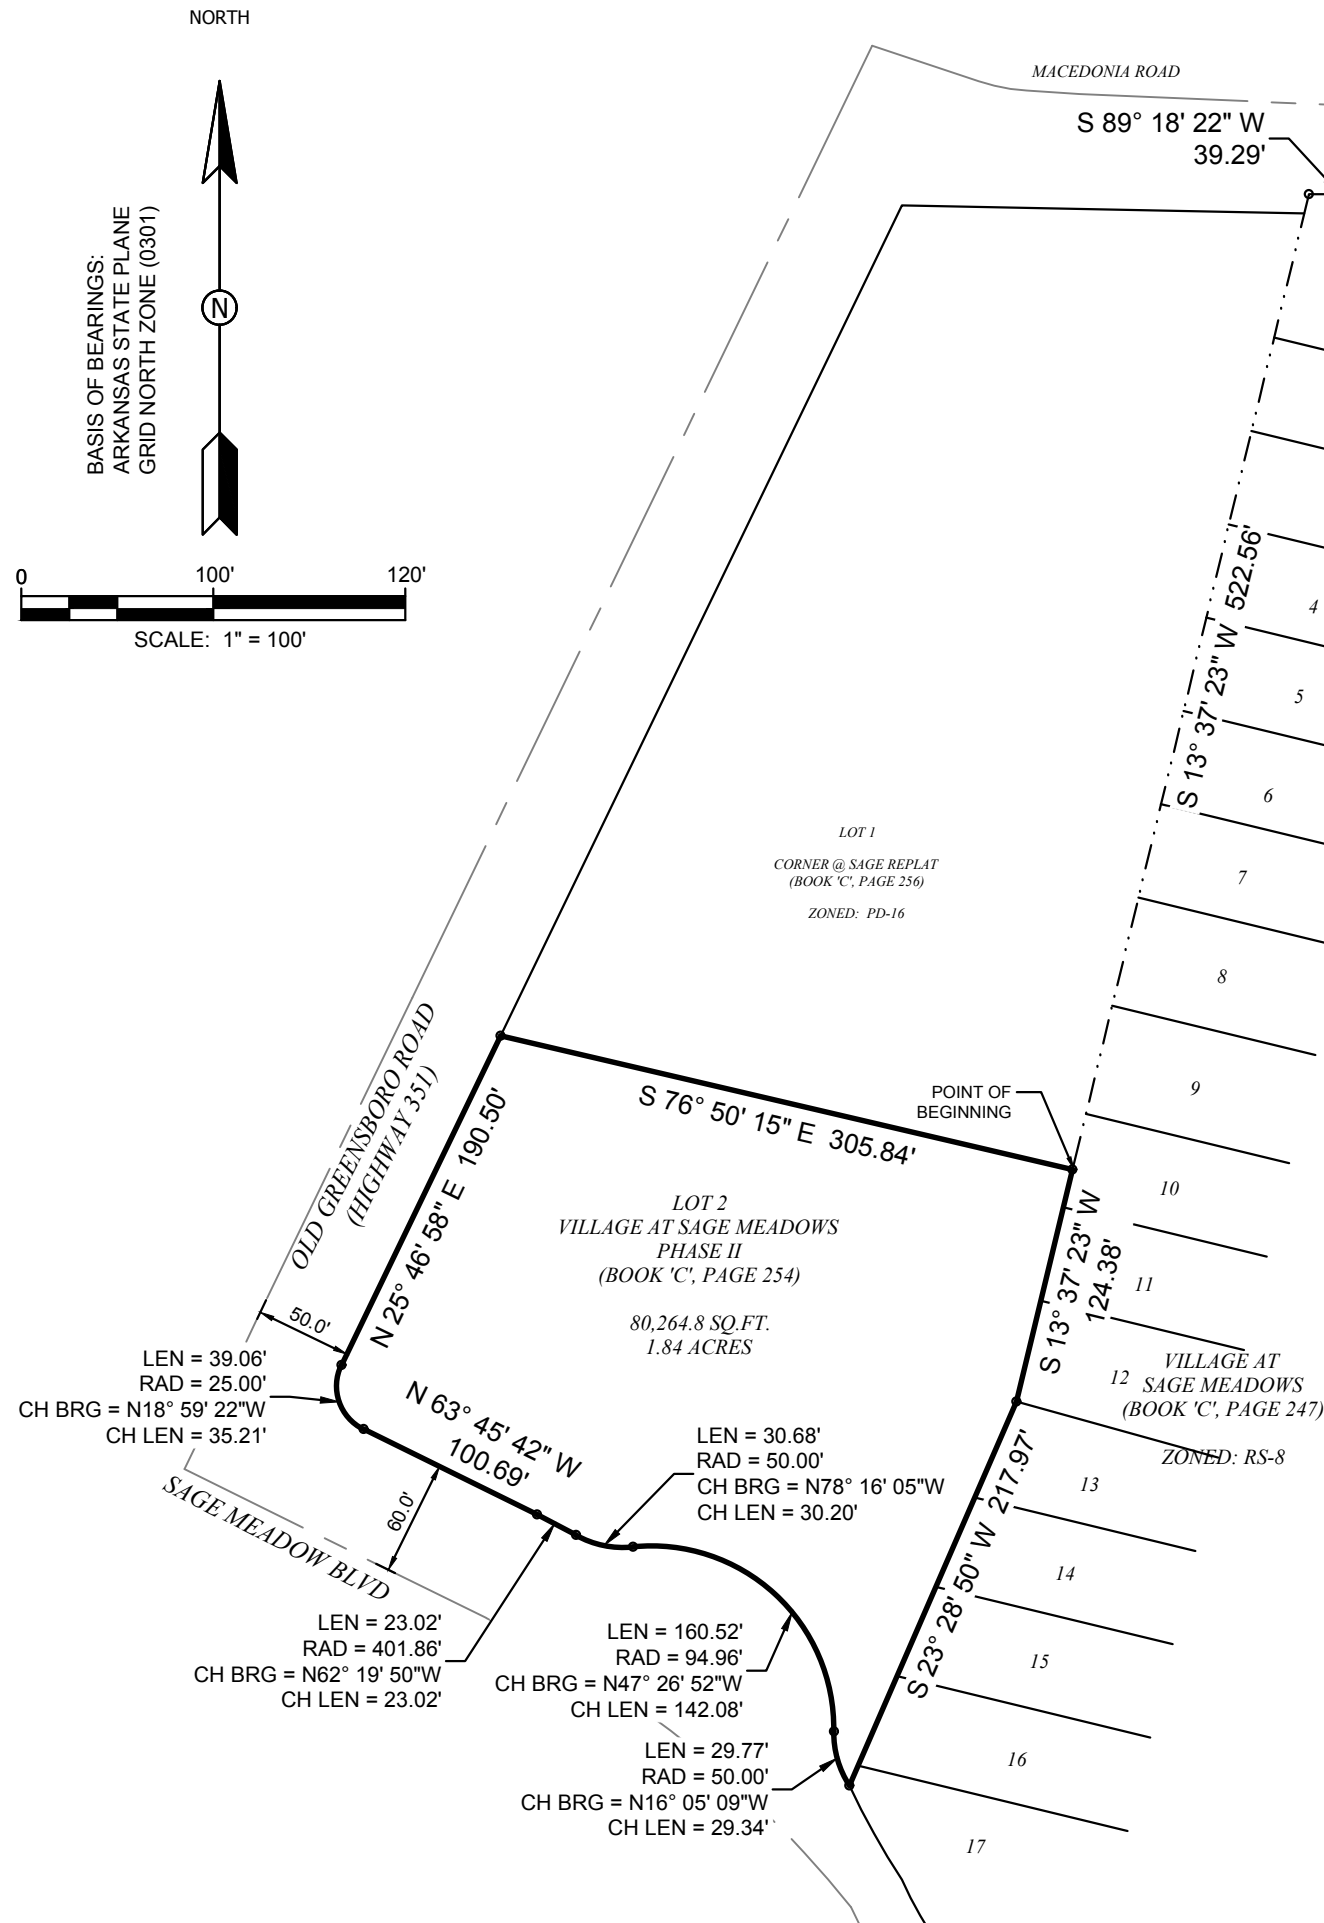 NORTH
MACEDONIA ROAD
S 89° 18' 22" W
39.29'
BASIS OF BEARINGS:
ARKANSAS STATE PLANE
GRID NORTH ZONE (0301)
N
0 100' 120'
SCALE: 1" = 100'
S 13° 37' 23" W 522.56'
4
5
6
7
8
9
10
11
12
13
14
15
16
17
LOT 1
CORNER @ SAGE REPLAT
(BOOK 'C', PAGE 256)
ZONED: PD-16
OLD GREENSBORO ROAD
(HIGHWAY 351)
N 25° 46' 58" E 190.50'
S 76° 50' 15" E 305.84'
POINT OF
BEGINNING
LOT 2
VILLAGE AT SAGE MEADOWS
PHASE II
(BOOK 'C', PAGE 254)
80,264.8 SQ.FT.
1.84 ACRES
S 13° 37' 23" W
124.38'
50.0'
LEN = 39.06'
RAD = 25.00'
CH BRG = N18° 59' 22"W
CH LEN = 35.21'
N 63° 45' 42" W
100.69'
VILLAGE AT
SAGE MEADOWS
(BOOK 'C', PAGE 247)
ZONED: RS-8
LEN = 30.68'
RAD = 50.00'
CH BRG = N78° 16' 05"W
CH LEN = 30.20'
S 23° 28' 50" W 217.97'
60.0'
SAGE MEADOW BLVD
LEN = 23.02'
RAD = 401.86'
CH BRG = N62° 19' 50"W
CH LEN = 23.02'
LEN = 160.52'
RAD = 94.96'
CH BRG = N47° 26' 52"W
CH LEN = 142.08'
LEN = 29.77'
RAD = 50.00'
CH BRG = N16° 05' 09"W
CH LEN = 29.34'